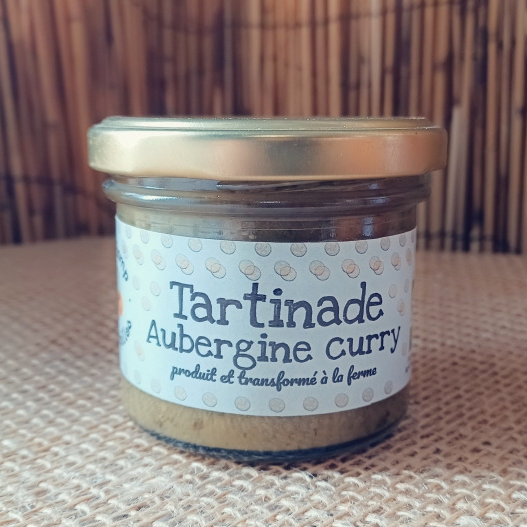 Tartinade
Aubergine curry
produit et transformé à la ferme